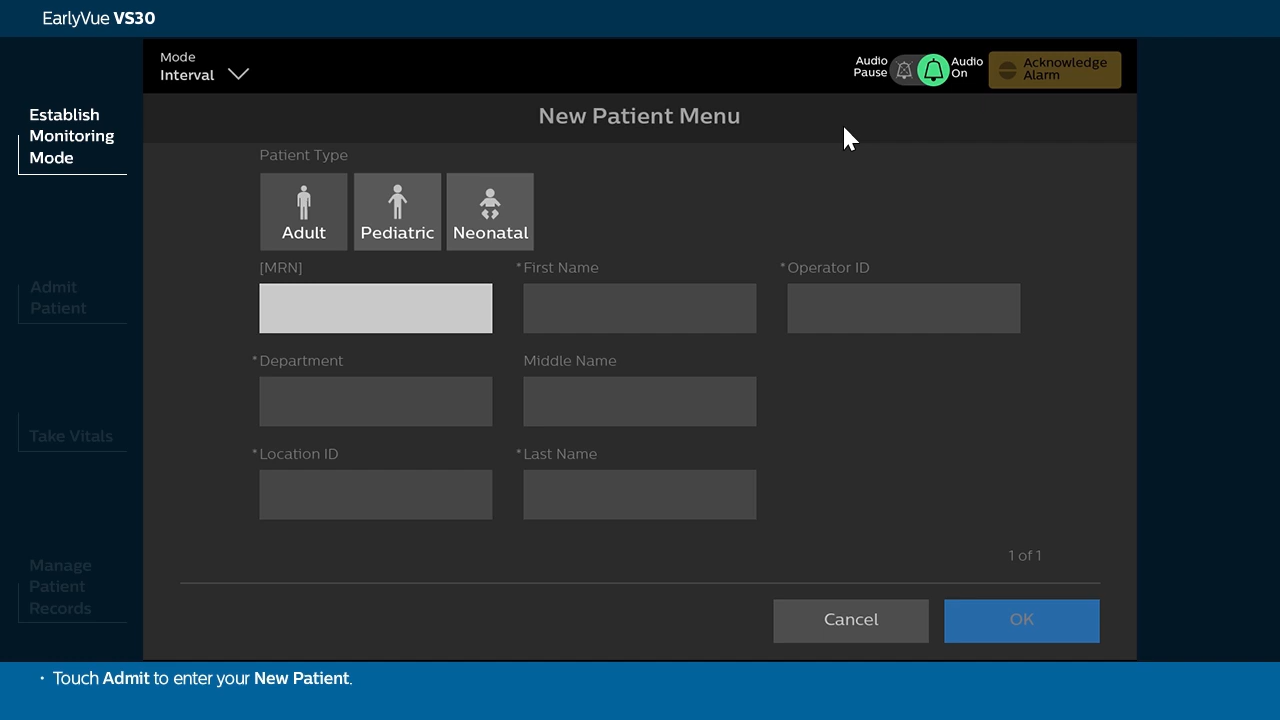 EarlyVue VS30
Mode
Interval
Audio
Pause
Audio
On
Acknowledge
Alarm
Establish
Monitoring
Mode
Admit
Patient
Take Vitals
Manage
Patient
Records
New Patient Menu
Patient Type
Adult
Pediatric
Neonatal
[MRN]
*First Name
*Operator ID
*Department
Middle Name
*Location ID
*Last Name
1 of 1
Cancel
OK
• Touch Admit to enter your New Patient.